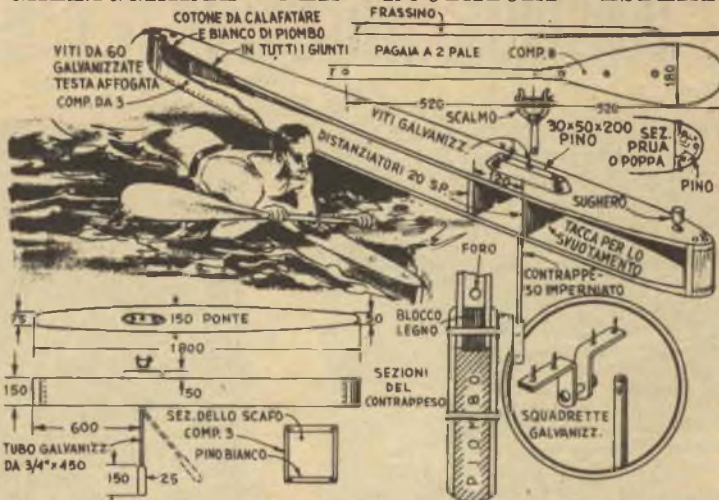 COTONE DA CALAFATARE
E BIANCO DI PIOMBO
IN TUTTI I GIUNTI
FRASSINO
VITI DA 60
GALVANIZZATE
TESTA AFFOGATA
COMP. DA 3
PAGAIA A 2 PALE
COMP. 8
180
520
520
SCALMO
VITI GALVANIZZ.
30×50×200
PINO
SEZ.
PRUA
O POPPA
PINO
DISTANZIATORI 20 SP.
120
SUGHERO
TACCA PER LO
SVUOTAMENTO
FORO
CONTRAPPE-
SO IMPERNIATO
BLOCCO
LEGNO
75
150 PONTE
50
1800
150
50
SEZIONI
DEL
CONTRAPPESO
600
SEZ. DELLO SCAFO
COMP. 3
PINO BIANCO
TUBO GALVANIZZ.
DA 3/4"×450
150
25
PIOMBO
SQUADRETTE
GALVANIZZ.